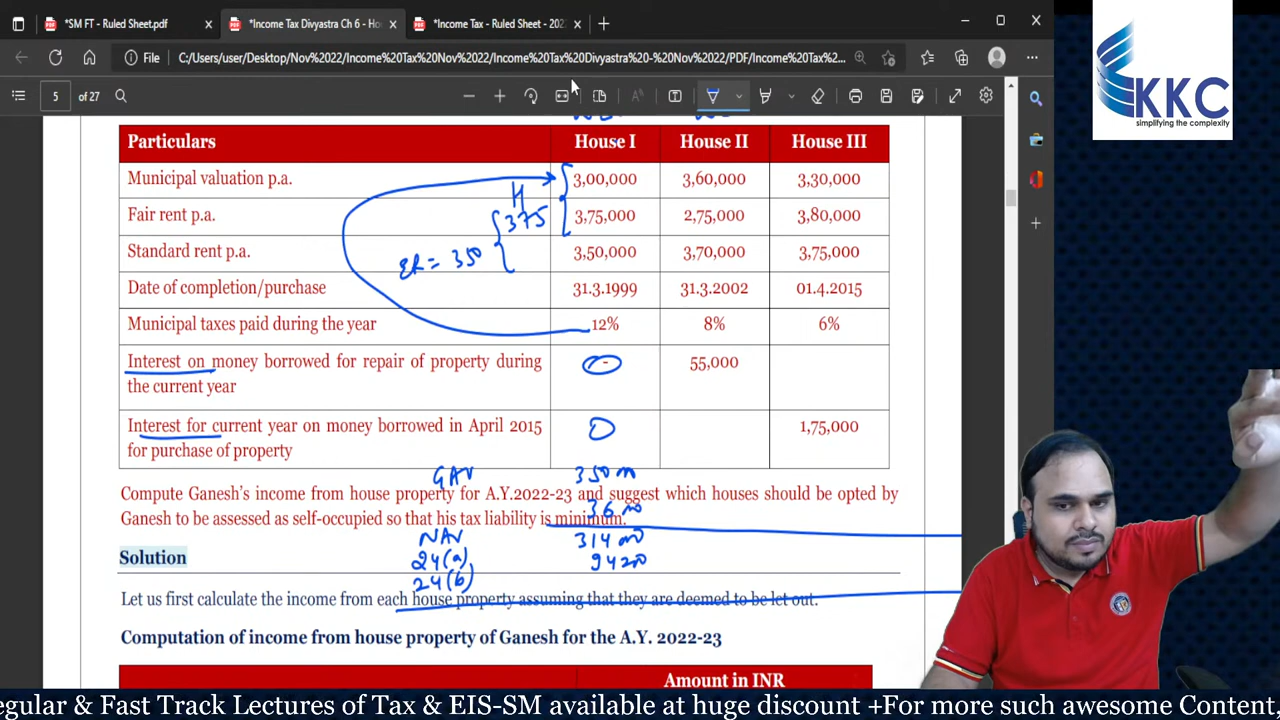 *SM FT - Ruled Sheet.pdf
*Income Tax Divyastra Ch 6 - Ho
*Income Tax - Ruled Sheet - 202
File
C:/Users/user/Desktop/Nov%2022/Income%20Tax%20Nov%2022/Income%20Tax%20Divyastra%20-%20Nov%2022/PDF/Income%20Tax%2...
5 of 27
KKC
simplifying the complexity
Particulars House I House II House III
Municipal valuation p.a. 3,00,000 3,60,000 3,30,000
H
Fair rent p.a. 375 3,75,000 2,75,000 3,80,000
Standard rent p.a. ER = 350 3,50,000 3,70,000 3,75,000
Date of completion/purchase 31.3.1999 31.3.2002 01.4.2015
Municipal taxes paid during the year 12% 8% 6%
Interest on money borrowed for repair of property during the current year - 55,000
Interest for current year on money borrowed in April 2015 for purchase of property 1,75,000
GAV 350
Compute Ganesh's income from house property for A.Y.2022-23 and suggest which houses should be opted by
36
Ganesh to be assessed as self-occupied so that his tax liability is minimum.
NAV 314
Solution
24(a) 94200
24(b)
Let us first calculate the income from each house property assuming that they are deemed to be let out.
Computation of income from house property of Ganesh for the A.Y. 2022-23
Amount in INR
egular & Fast Track Lectures of Tax & EIS-SM available at huge discount +For more such awesome Content,